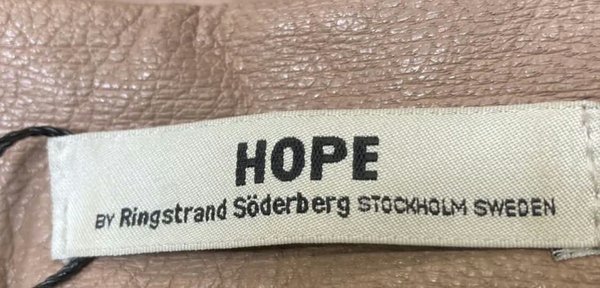 HOPE
BY Ringstrand Söderberg STOCKHOLM SWEDEN